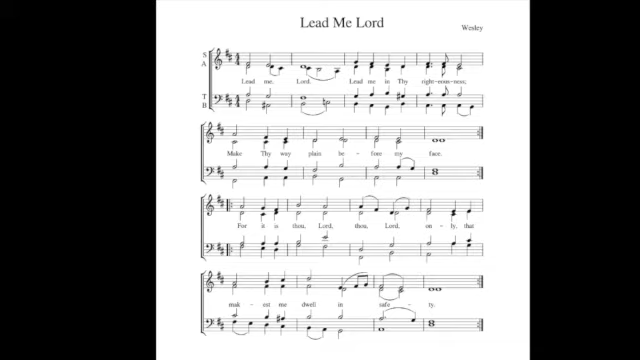 Lead Me Lord
Wesley
S
A
Lead me, Lord. Lead me in Thy right-eous-ness;
T
B
Make Thy way plain be - fore my face.
For it is thou, Lord, thou, Lord, on - ly, that
mak - est me dwell in safe - ty.